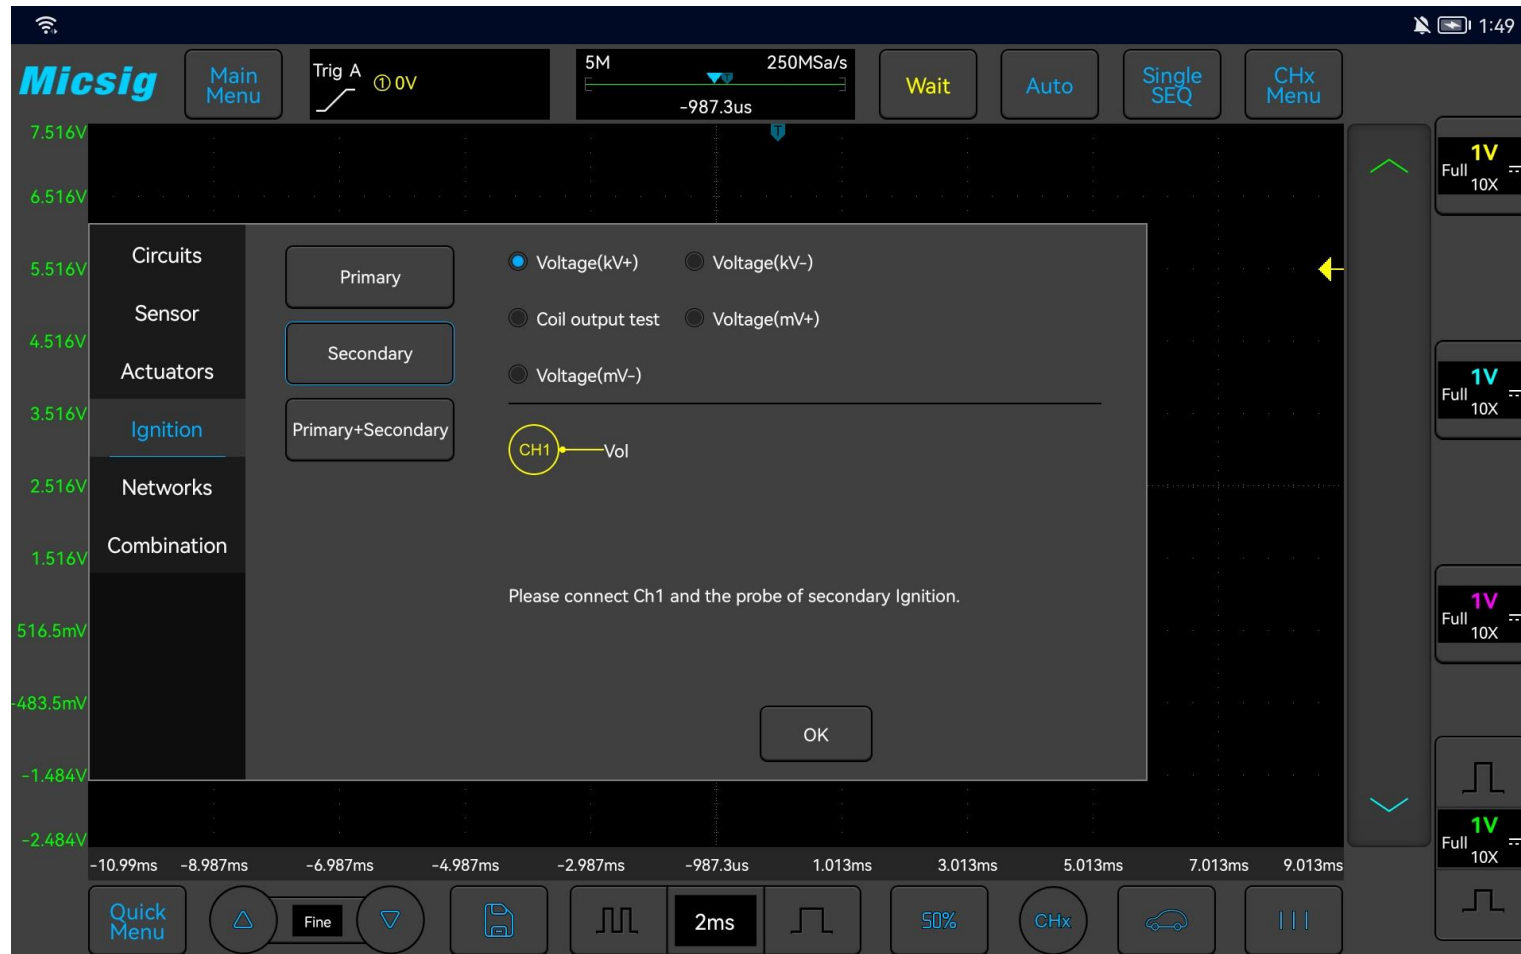 1:49
Micsig
Main
Menu
Trig A
① 0V
5M
250MSa/s
-987.3us
Wait
Auto
Single
SEQ
CHx
Menu
7.516V
6.516V
5.516V
4.516V
3.516V
2.516V
1.516V
516.5mV
-483.5mV
-1.484V
-2.484V
T
Circuits
Sensor
Actuators
Ignition
Networks
Combination
Primary
Secondary
Primary+Secondary
Voltage(kV+)
Voltage(kV-)
Coil output test
Voltage(mV+)
Voltage(mV-)
CH1
Vol
Please connect Ch1 and the probe of secondary Ignition.
OK
1V
Full
10X
1V
Full
10X
1V
Full
10X
1V
Full
10X
-10.99ms
-8.987ms
-6.987ms
-4.987ms
-2.987ms
-987.3us
1.013ms
3.013ms
5.013ms
7.013ms
9.013ms
Quick
Menu
Fine
2ms
50%
CHx